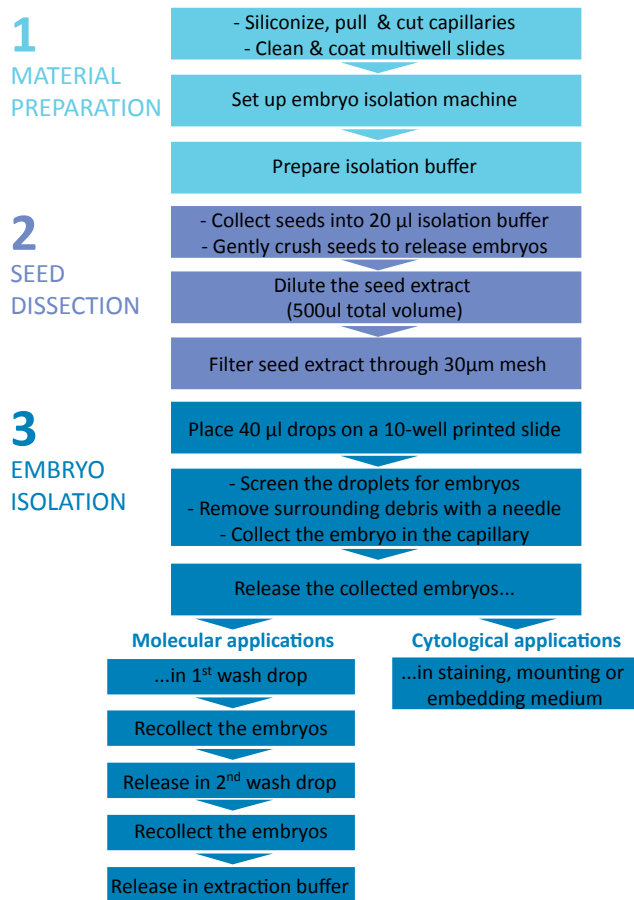 1
MATERIAL
PREPARATION
- Siliconize, pull & cut capillaries
- Clean & coat multiwell slides
Set up embryo isolation machine
Prepare isolation buffer
2
SEED
DISSECTION
- Collect seeds into 20 µl isolation buffer
- Gently crush seeds to release embryos
Dilute the seed extract
(500ul total volume)
Filter seed extract through 30µm mesh
3
EMBRYO
ISOLATION
Place 40 µl drops on a 10-well printed slide
- Screen the droplets for embryos
- Remove surrounding debris with a needle
- Collect the embryo in the capillary
Release the collected embryos...
Molecular applications
...in 1st wash drop
Recollect the embryos
Release in 2nd wash drop
Recollect the embryos
Release in extraction buffer
Cytological applications
...in staining, mounting or
embedding medium